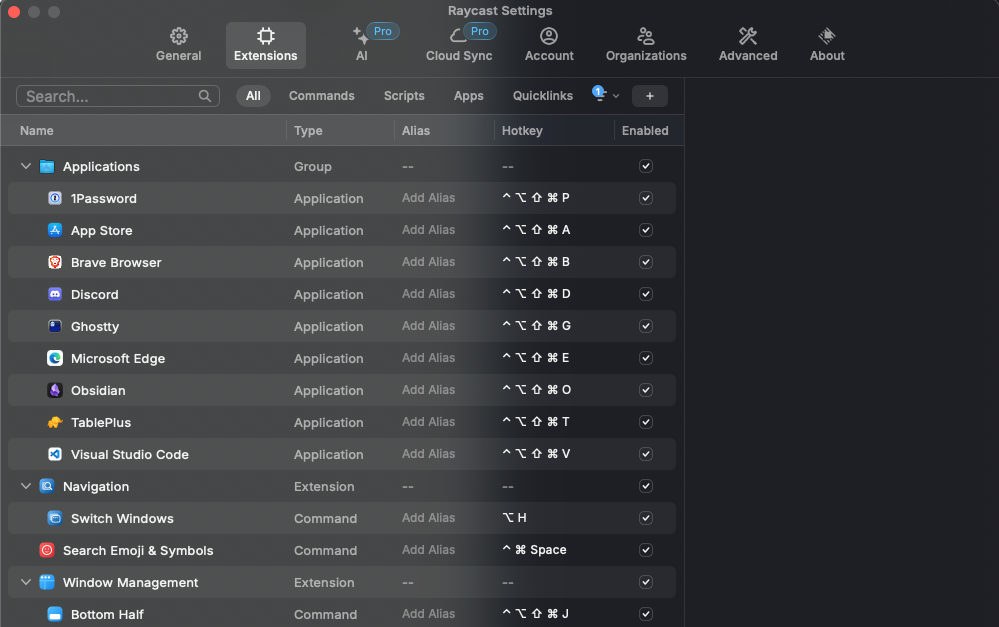 Raycast Settings
General
Extensions
Pro
AI
Pro
Cloud Sync
Account
Organizations
Advanced
About
Search...
All Commands Scripts Apps Quicklinks 1 +
Name Type Alias Hotkey Enabled
Applications Group -- --
1Password Application Add Alias ^ ⌥ ⇧ ⌘ P
App Store Application Add Alias ^ ⌥ ⇧ ⌘ A
Brave Browser Application Add Alias ^ ⌥ ⇧ ⌘ B
Discord Application Add Alias ^ ⌥ ⇧ ⌘ D
Ghostty Application Add Alias ^ ⌥ ⇧ ⌘ G
Microsoft Edge Application Add Alias ^ ⌥ ⇧ ⌘ E
Obsidian Application Add Alias ^ ⌥ ⇧ ⌘ O
TablePlus Application Add Alias ^ ⌥ ⇧ ⌘ T
Visual Studio Code Application Add Alias ^ ⌥ ⇧ ⌘ V
Navigation Extension -- --
Switch Windows Command Add Alias ⌥ H
Search Emoji & Symbols Command Add Alias ^ ⌘ Space
Window Management Extension -- --
Bottom Half Command Add Alias ^ ⌥ ⇧ ⌘ J